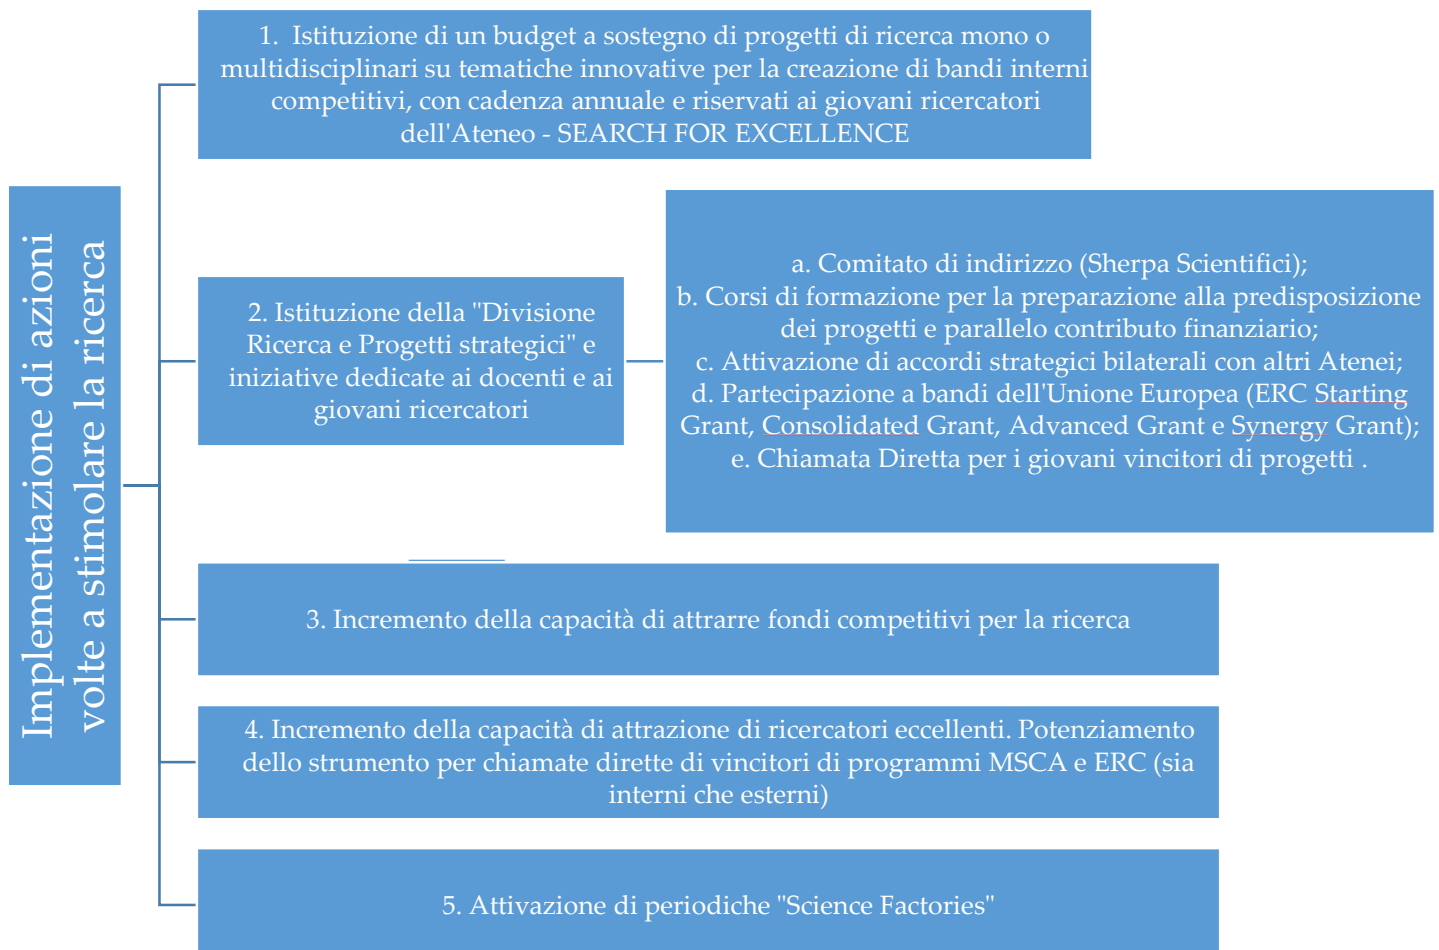 Implementazione di azioni
volte a stimolare la ricerca
1. Istituzione di un budget a sostegno di progetti di ricerca mono o
multidisciplinari su tematiche innovative per la creazione di bandi interni
competitivi, con cadenza annuale e riservati ai giovani ricercatori
dell'Ateneo - SEARCH FOR EXCELLENCE
2. Istituzione della "Divisione
Ricerca e Progetti strategici" e
iniziative dedicate ai docenti e ai
giovani ricercatori
a. Comitato di indirizzo (Sherpa Scientifici);
b. Corsi di formazione per la preparazione alla predisposizione
dei progetti e parallelo contributo finanziario;
c. Attivazione di accordi strategici bilaterali con altri Atenei;
d. Partecipazione a bandi dell'Unione Europea (ERC Starting
Grant, Consolidated Grant, Advanced Grant e Synergy Grant);
e. Chiamata Diretta per i giovani vincitori di progetti .
3. Incremento della capacità di attrarre fondi competitivi per la ricerca
4. Incremento della capacità di attrazione di ricercatori eccellenti. Potenziamento
dello strumento per chiamate dirette di vincitori di programmi MSCA e ERC (sia
interni che esterni)
5. Attivazione di periodiche "Science Factories"